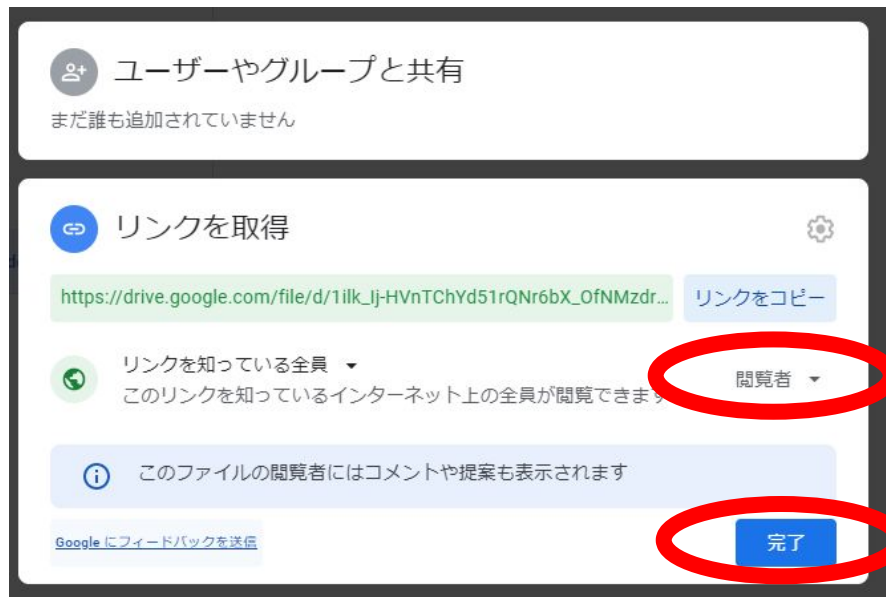 ユーザーやグループと共有
まだ誰も追加されていません
リンクを取得
https://drive.google.com/file/d/1ilk_Ij-HVnTChYd51rQNr6bX_OfNMzdr...
リンクをコピー
リンクを知っている全員
このリンクを知っているインターネット上の全員が閲覧できます
閲覧者
このファイルの閲覧者にはコメントや提案も表示されます
Google にフィードバックを送信
完了